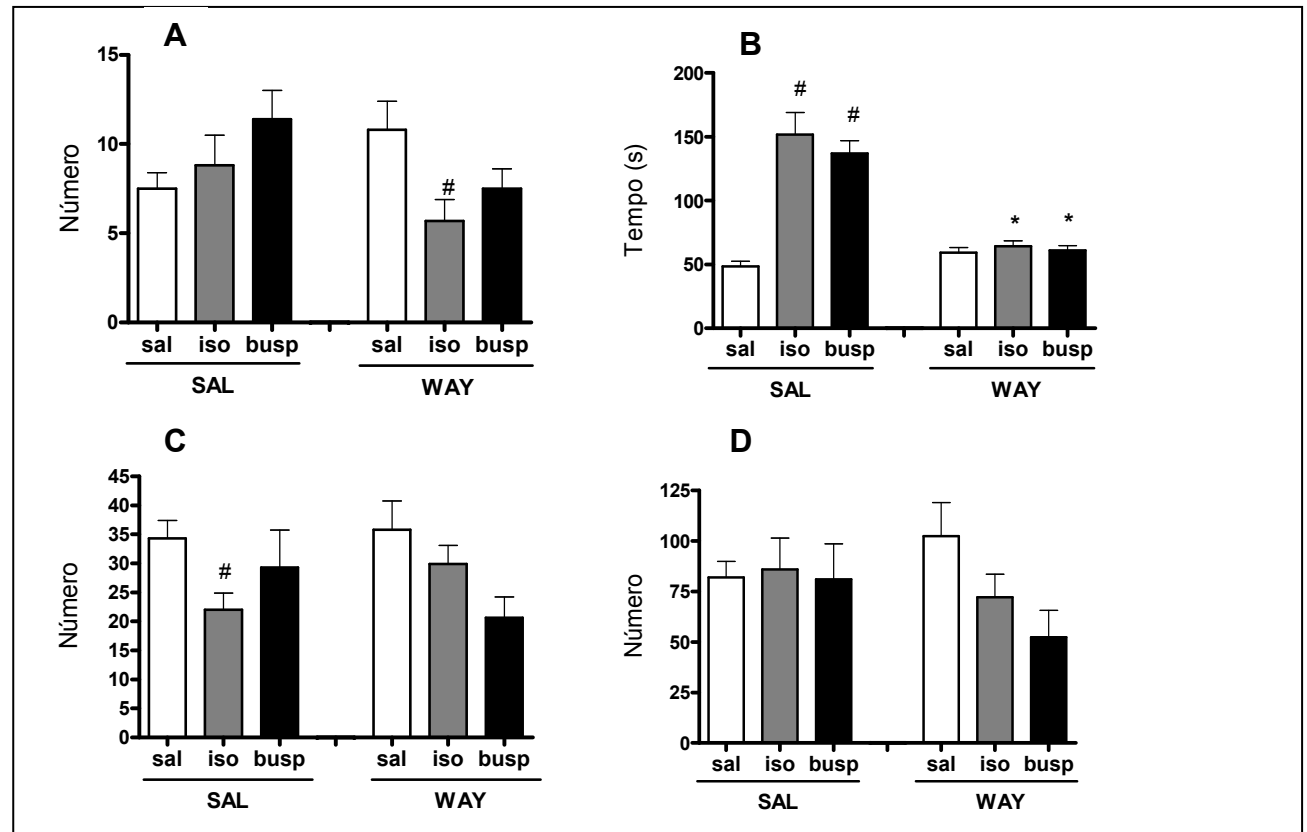 A
15
10
5
0
Número
#
sal iso busp sal iso busp
SAL WAY
B
200
150
100
50
0
Tempo (s)
# #
* *
sal iso busp sal iso busp
SAL WAY
C
45
40
35
30
25
20
15
10
5
0
Número
#
sal iso busp sal iso busp
SAL WAY
D
125
100
75
50
25
0
Número
sal iso busp sal iso busp
SAL WAY